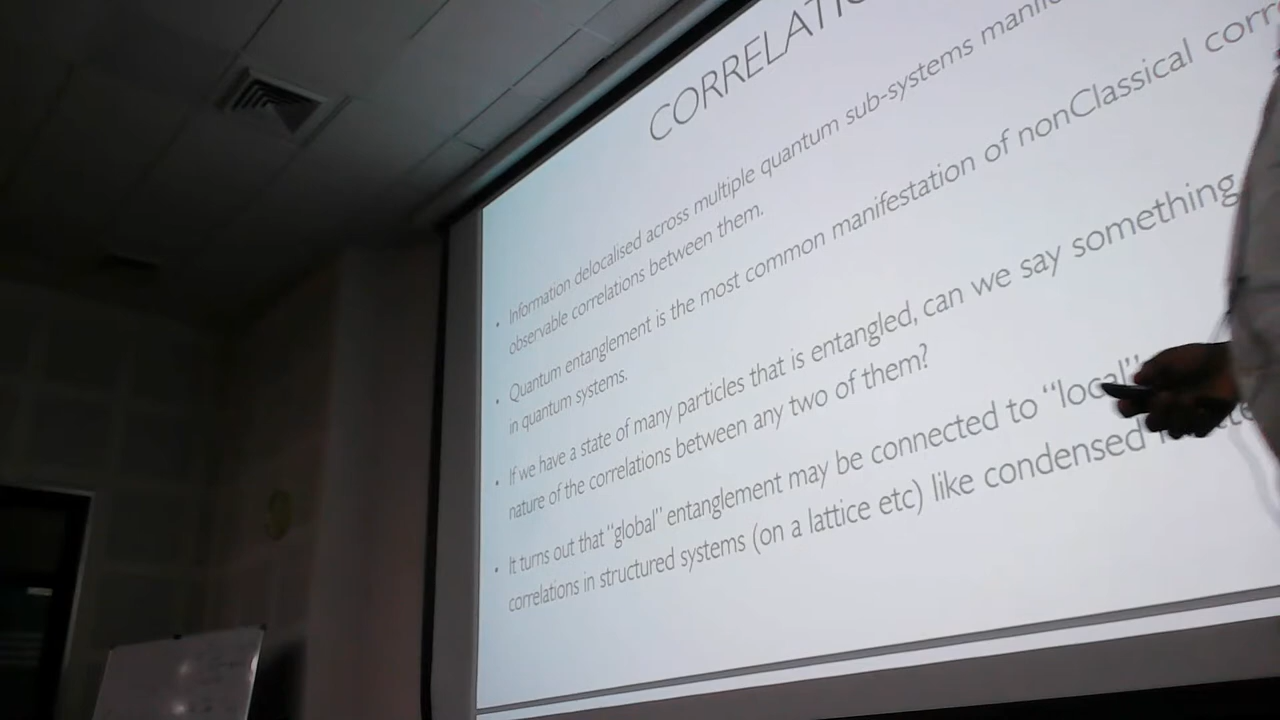 CORRELATI
• Information delocalised across multiple quantum sub-systems manife
observable correlations between them.
• Quantum entanglement is the most common manifestation of nonClassical corre
in quantum systems.
• If we have a state of many particles that is entangled, can we say something
nature of the correlations between any two of them?
• It turns out that "global" entanglement may be connected to "local"
correlations in structured systems (on a lattice etc) like condensed